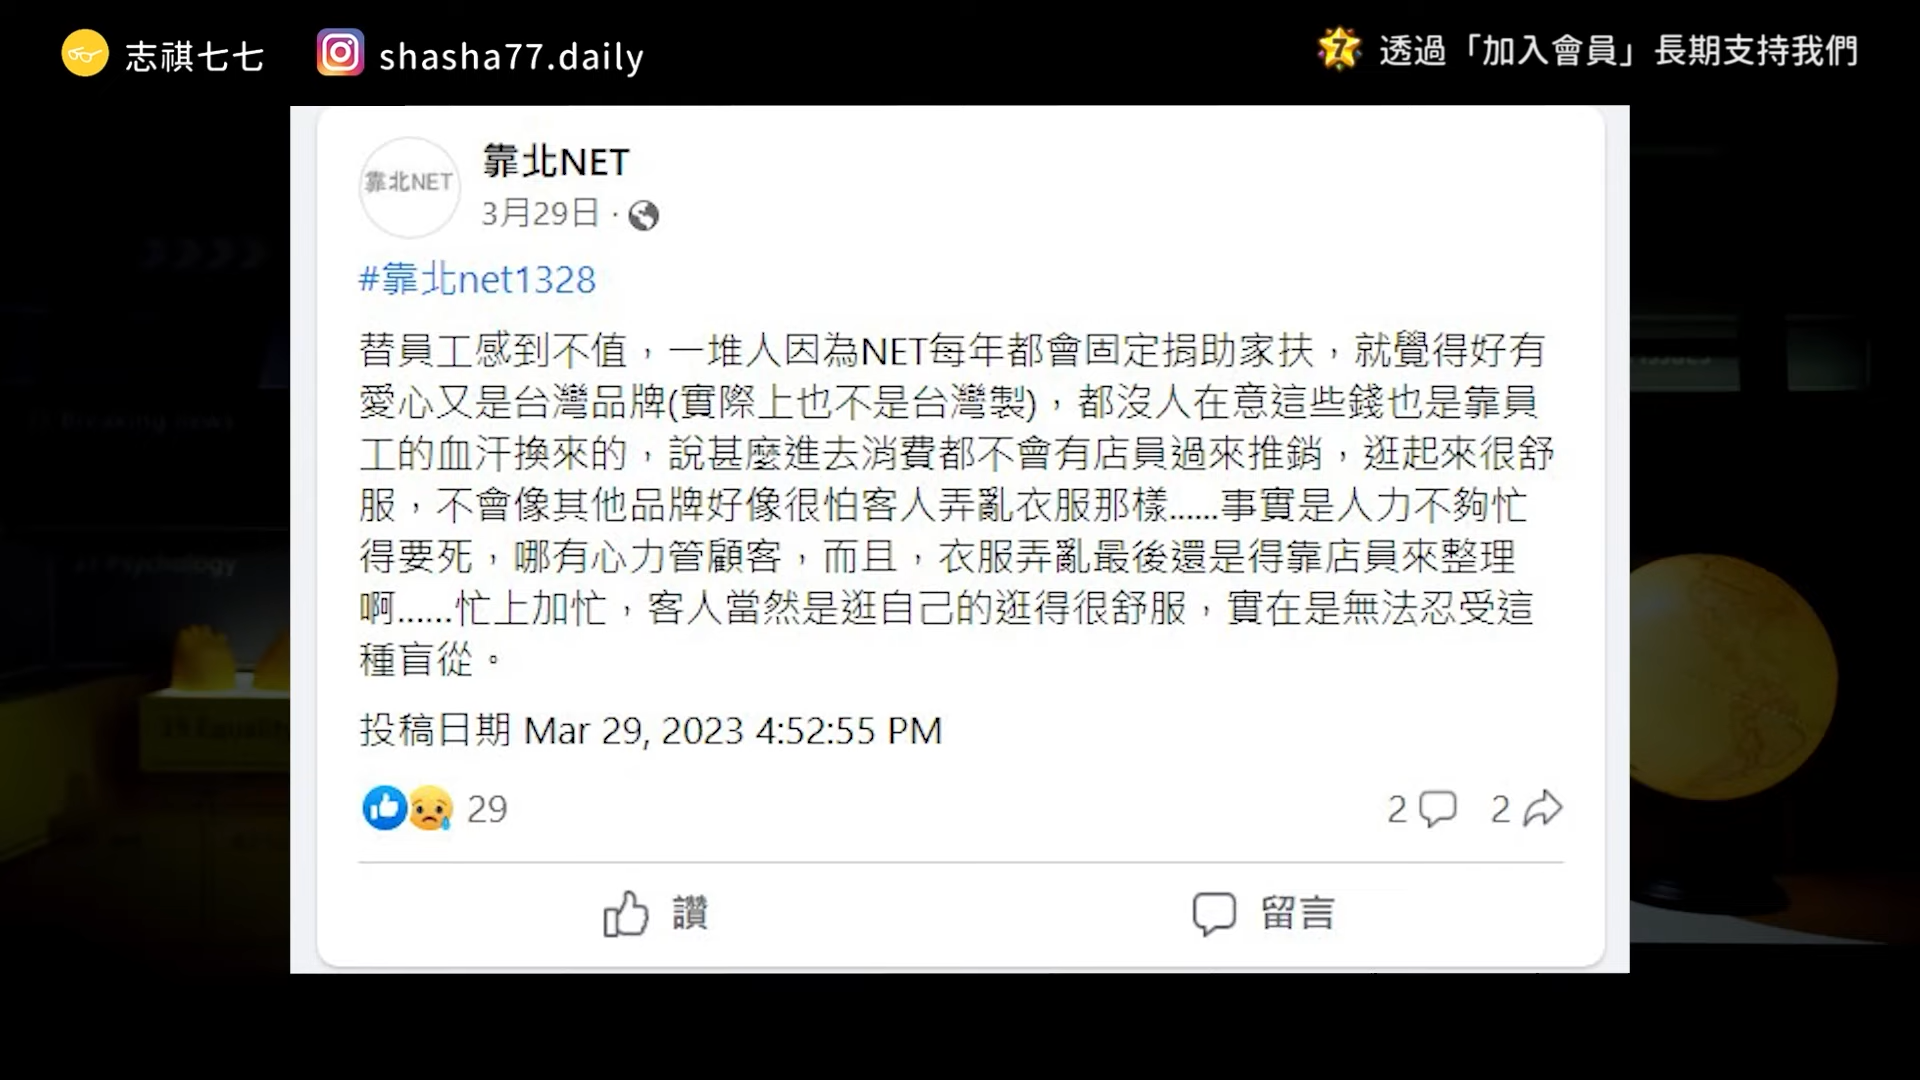 志祺七七
shasha77.daily
7 透過「加入會員」長期支持我們
靠北NET
靠北NET
3月29日 ·
#靠北net1328
替員工感到不值，一堆人因為NET每年都會固定捐助家扶，就覺得好有
愛心又是台灣品牌(實際上也不是台灣製)，都沒人在意這些錢也是靠員
工的血汗換來的，說甚麼進去消費都不會有店員過來推銷，逛起來很舒
服，不會像其他品牌好像很怕客人弄亂衣服那樣......事實是人力不夠忙
得要死，哪有心力管顧客，而且，衣服弄亂最後還是得靠店員來整理
啊......忙上加忙，客人當然是逛自己的逛得很舒服，實在是無法忍受這
種盲從。
投稿日期 Mar 29, 2023 4:52:55 PM
29
2
2
讚
留言
Psychology